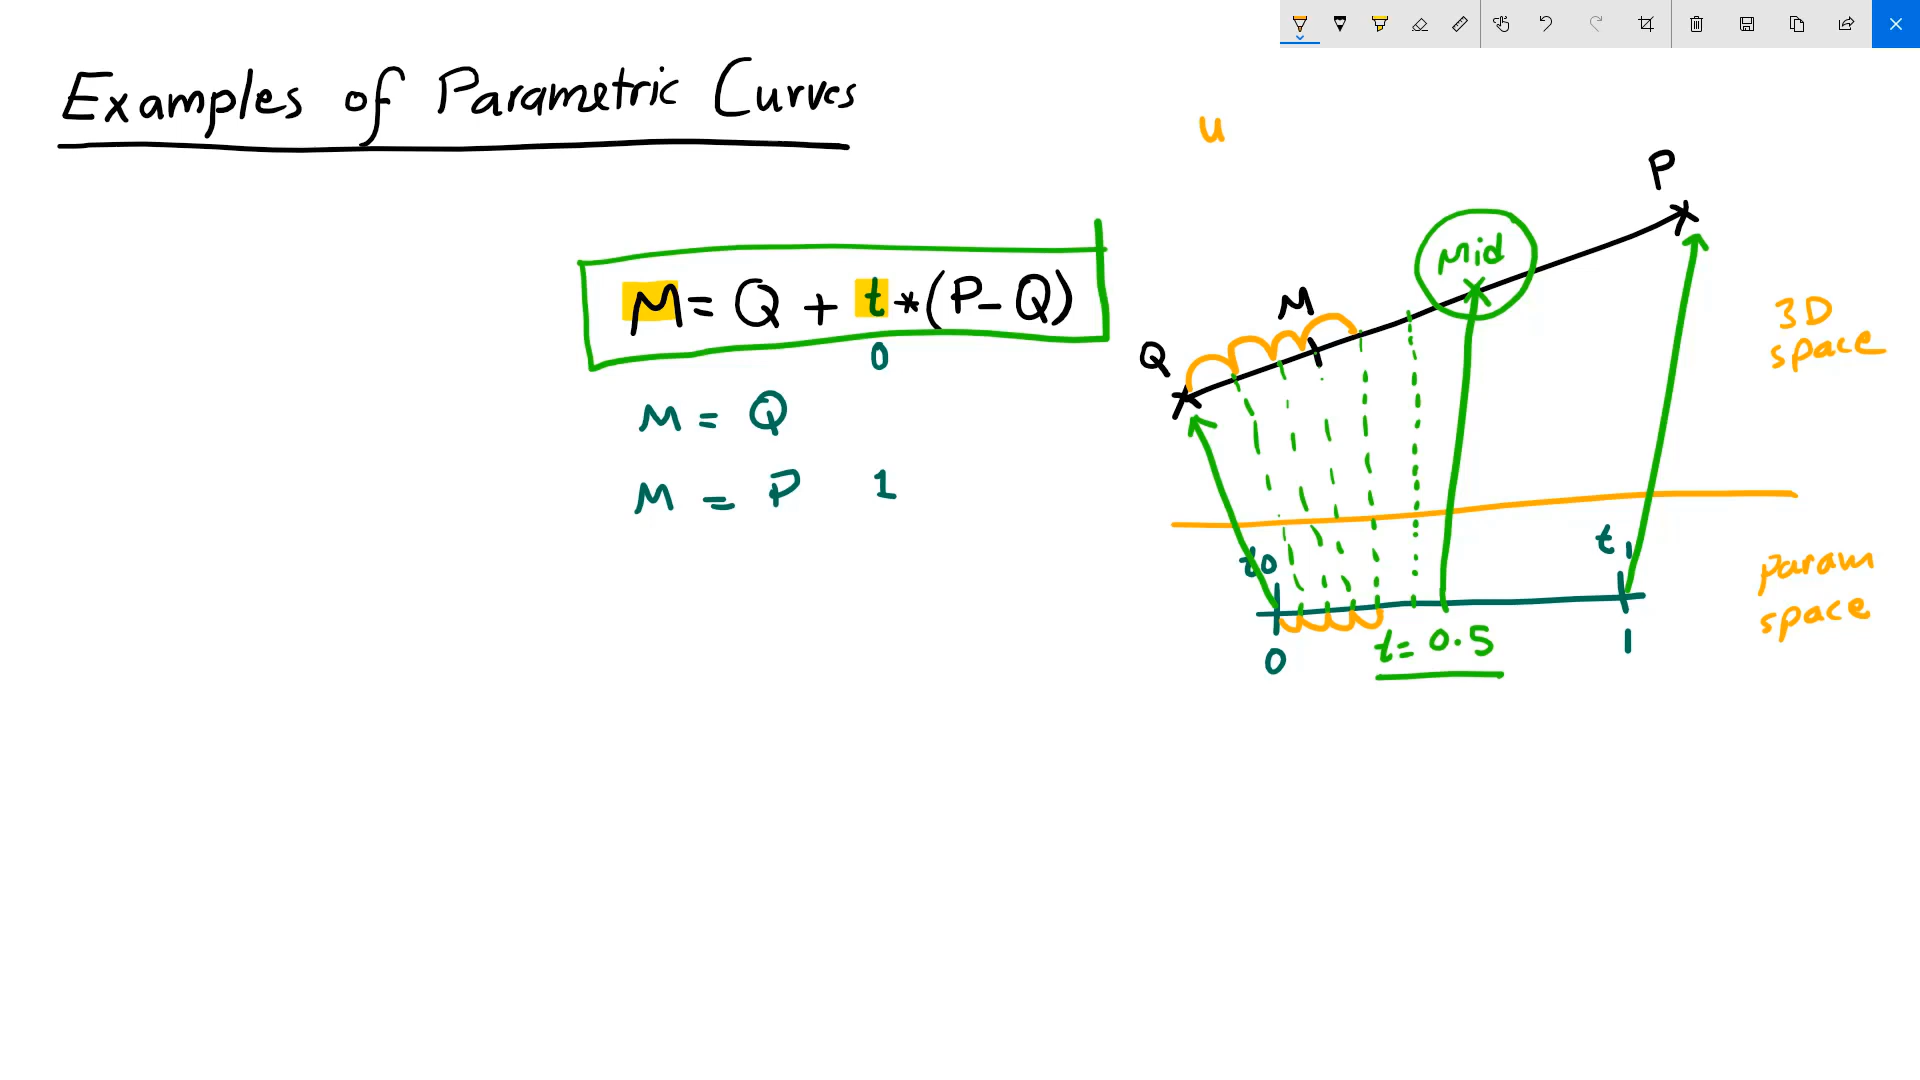 Examples of Parametric Curves
u
P
Mid
M = Q + t*(P-Q)
M
3D
space
Q
0
M = Q
M = P 1
t0
t1
param
space
t= 0.5
0
1